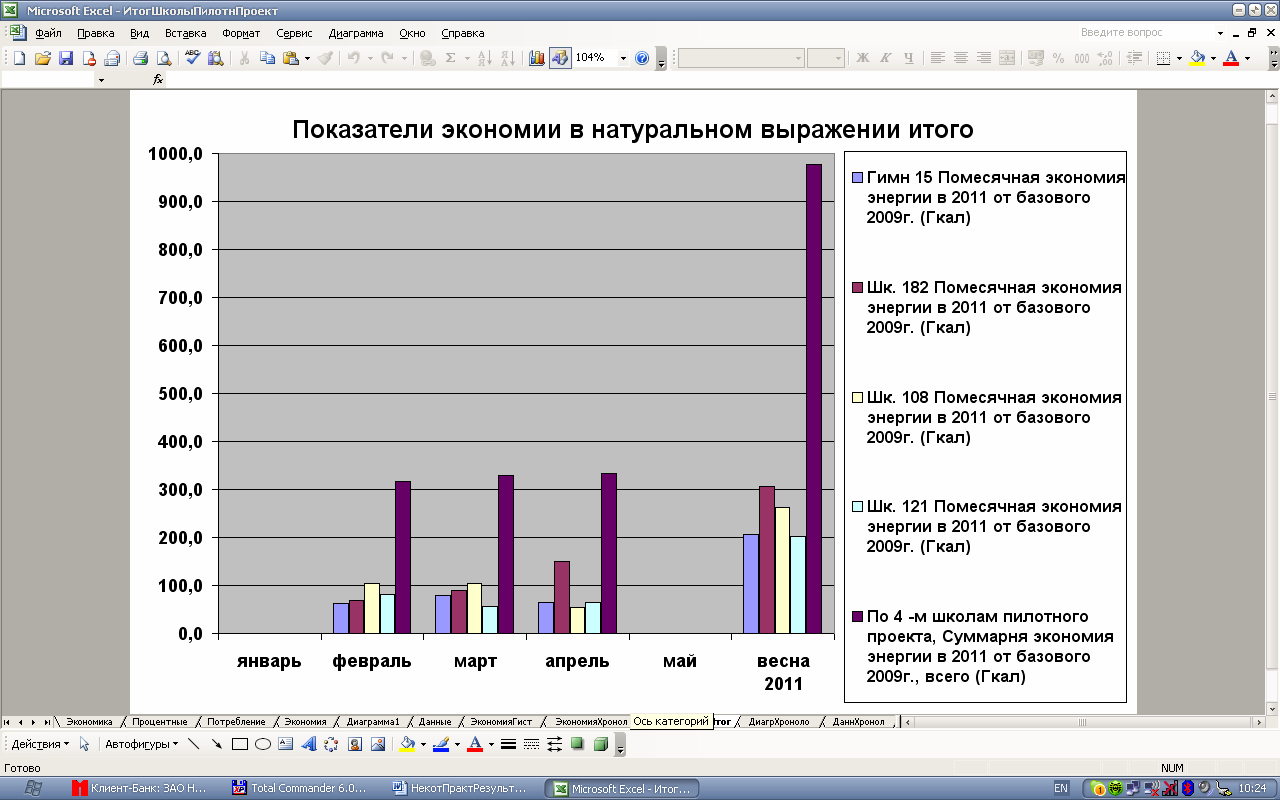 Microsoft Excel - ИтогШколыПилотнПроект
Файл Правка Вид Вставка Формат Сервис Диаграмма Окно Справка Введите вопрос
104%
Ж К Ч % 000
fx
Показатели экономии в натуральном выражении итого
1000,0
900,0
800,0
700,0
600,0
500,0
400,0
300,0
200,0
100,0
0,0
январь февраль март апрель май весна
2011
Гимн 15 Помесячная экономия
энергии в 2011 от базового
2009г. (Гкал)
Шк. 182 Помесячная экономия
энергии в 2011 от базового
2009г. (Гкал)
Шк. 108 Помесячная экономия
энергии в 2011 от базового
2009г. (Гкал)
Шк. 121 Помесячная экономия
энергии в 2011 от базового
2009г. (Гкал)
По 4 -м школам пилотного
проекта, Суммарня экономия
энергии в 2011 от базового
2009г., всего (Гкал)
Экономика Процентные Потребление Экономия Диаграмма1 Данные ЭкономияГист ЭкономияХронол Ось категорий тог ДиагрХроноло ДаннХронол
Действия Автофигуры
Готово NUM
Клиент-Банк: ЗАО Н... Total Commander 6.0... НекотПрактРезульт... Microsoft Excel - Итог... EN 10:24